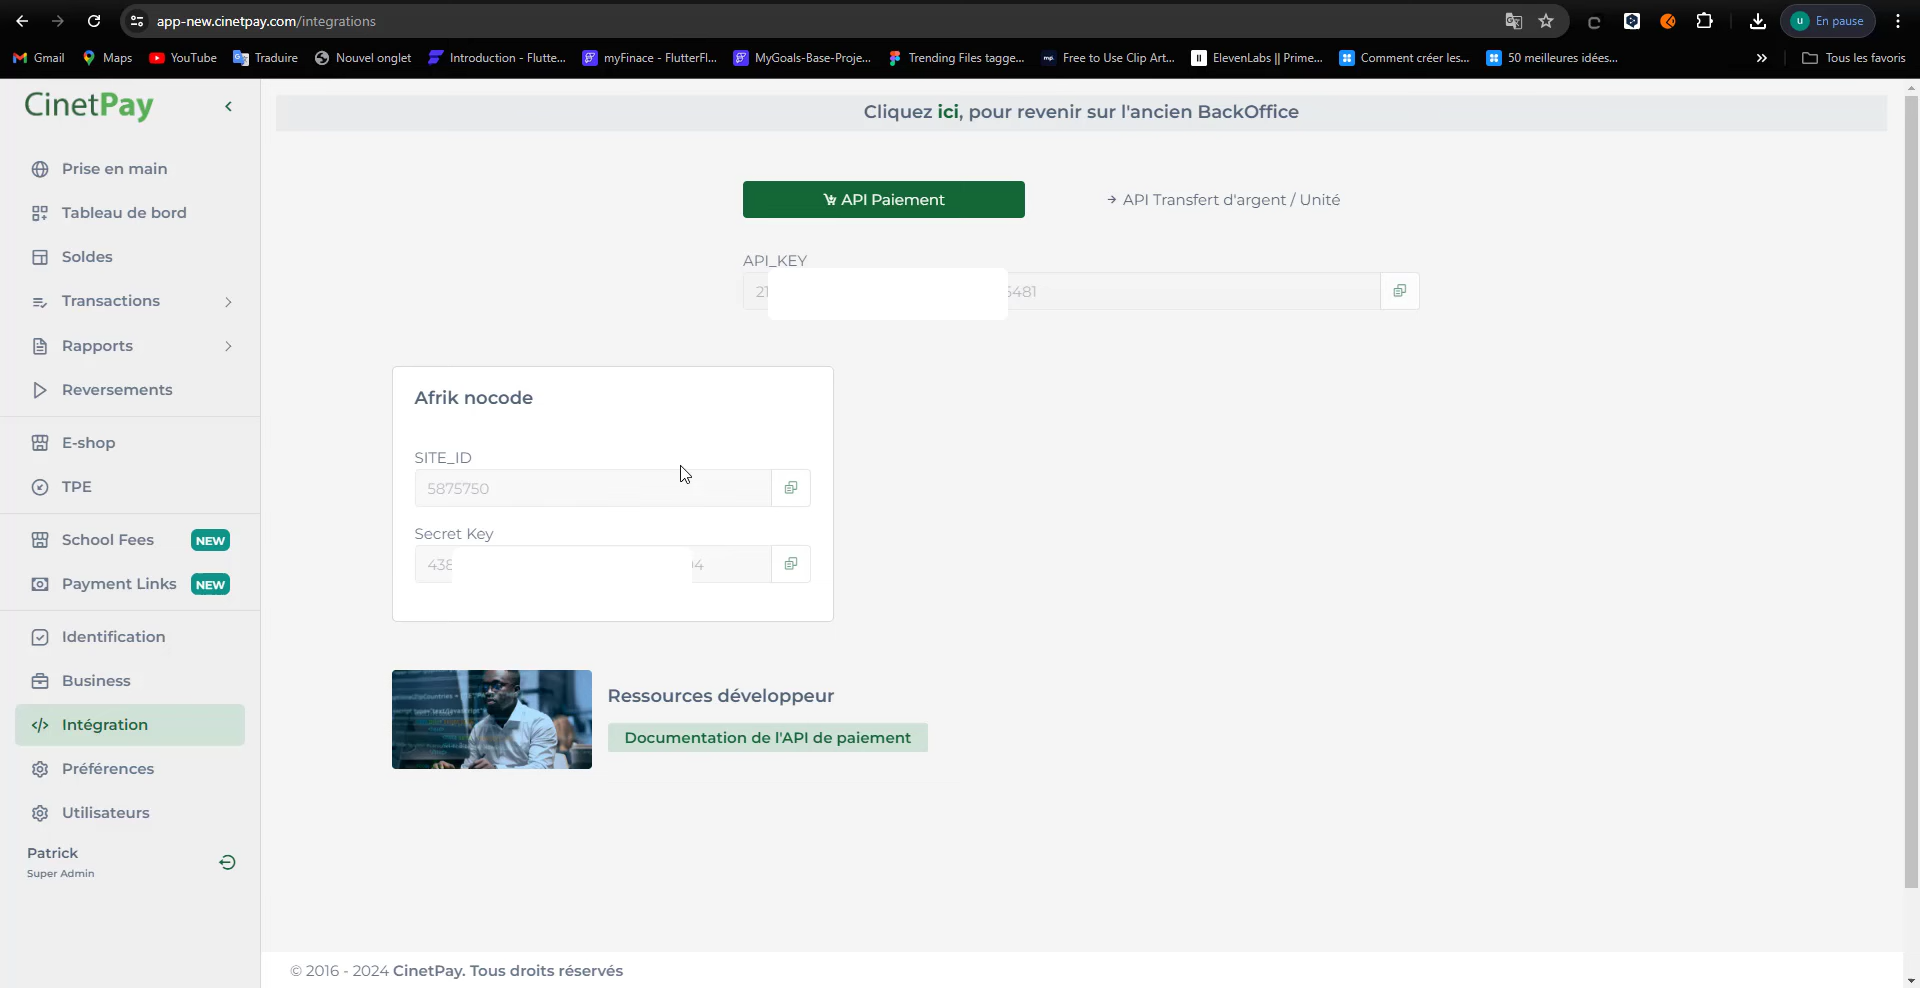 app-new.cinetpay.com/integrations
En pause
Gmail
Maps
YouTube
Traduire
Nouvel onglet
Introduction - Flutte...
myFinace - FlutterFl...
MyGoals-Base-Proje...
Trending Files tagge...
Free to Use Clip Art...
ElevenLabs || Prime...
Comment créer les...
50 meilleures idées...
Tous les favoris
CinetPay
Cliquez ici, pour revenir sur l'ancien BackOffice
Prise en main
Tableau de bord
Soldes
Transactions
Rapports
Reversements
E-shop
TPE
School Fees NEW
Payment Links NEW
Identification
Business
Intégration
Préférences
Utilisateurs
Patrick
Super Admin
API Paiement
API Transfert d'argent / Unité
API_KEY
21 5481
Afrik nocode
SITE_ID
5875750
Secret Key
438 4
Ressources développeur
Documentation de l'API de paiement
© 2016 - 2024 CinetPay. Tous droits réservés